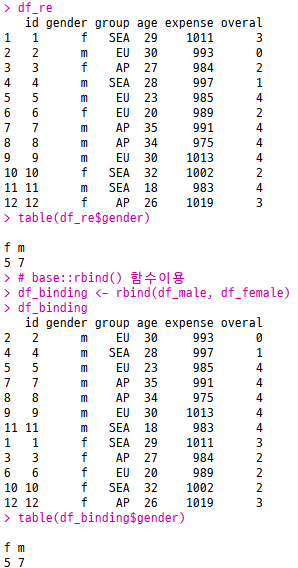 > df_re
   id gender group age expense overal
1   1      f   SEA  29    1011      3
2   2      m    EU  30     993      0
3   3      f    AP  27     984      2
4   4      m   SEA  28     997      1
5   5      m    EU  23     985      4
6   6      f    EU  20     989      2
7   7      m    AP  35     991      4
8   8      m    AP  34     975      4
9   9      m    EU  30    1013      4
10 10      f   SEA  32    1002      2
11 11      m   SEA  18     983      4
12 12      f    AP  26    1019      3
> table(df_re$gender)

f m
5 7
> # base::rbind() 함수이용
> df_binding <- rbind(df_male, df_female)
> df_binding
   id gender group age expense overal
2   2      m    EU  30     993      0
4   4      m   SEA  28     997      1
5   5      m    EU  23     985      4
7   7      m    AP  35     991      4
8   8      m    AP  34     975      4
9   9      m    EU  30    1013      4
11 11      m   SEA  18     983      4
1   1      f   SEA  29    1011      3
3   3      f    AP  27     984      2
6   6      f    EU  20     989      2
10 10      f   SEA  32    1002      2
12 12      f    AP  26    1019      3
> table(df_binding$gender)

f m
5 7